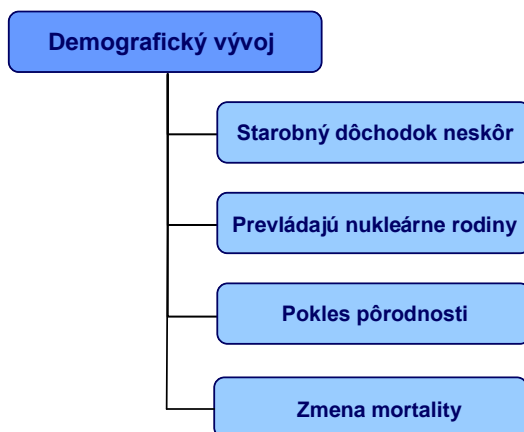 Demografický vývoj
Starobný dôchodok neskôr
Prevládajú nukleárne rodiny
Pokles pôrodnosti
Zmena mortality